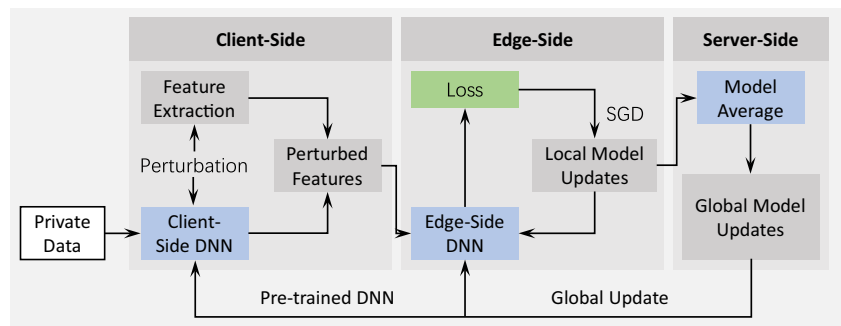 Client-Side
Edge-Side
Server-Side
Feature
Extraction
Loss
Model
Average
SGD
Perturbation
Perturbed
Features
Local Model
Updates
Private
Data
Client-
Side DNN
Edge-Side
DNN
Global Model
Updates
Pre-trained DNN
Global Update